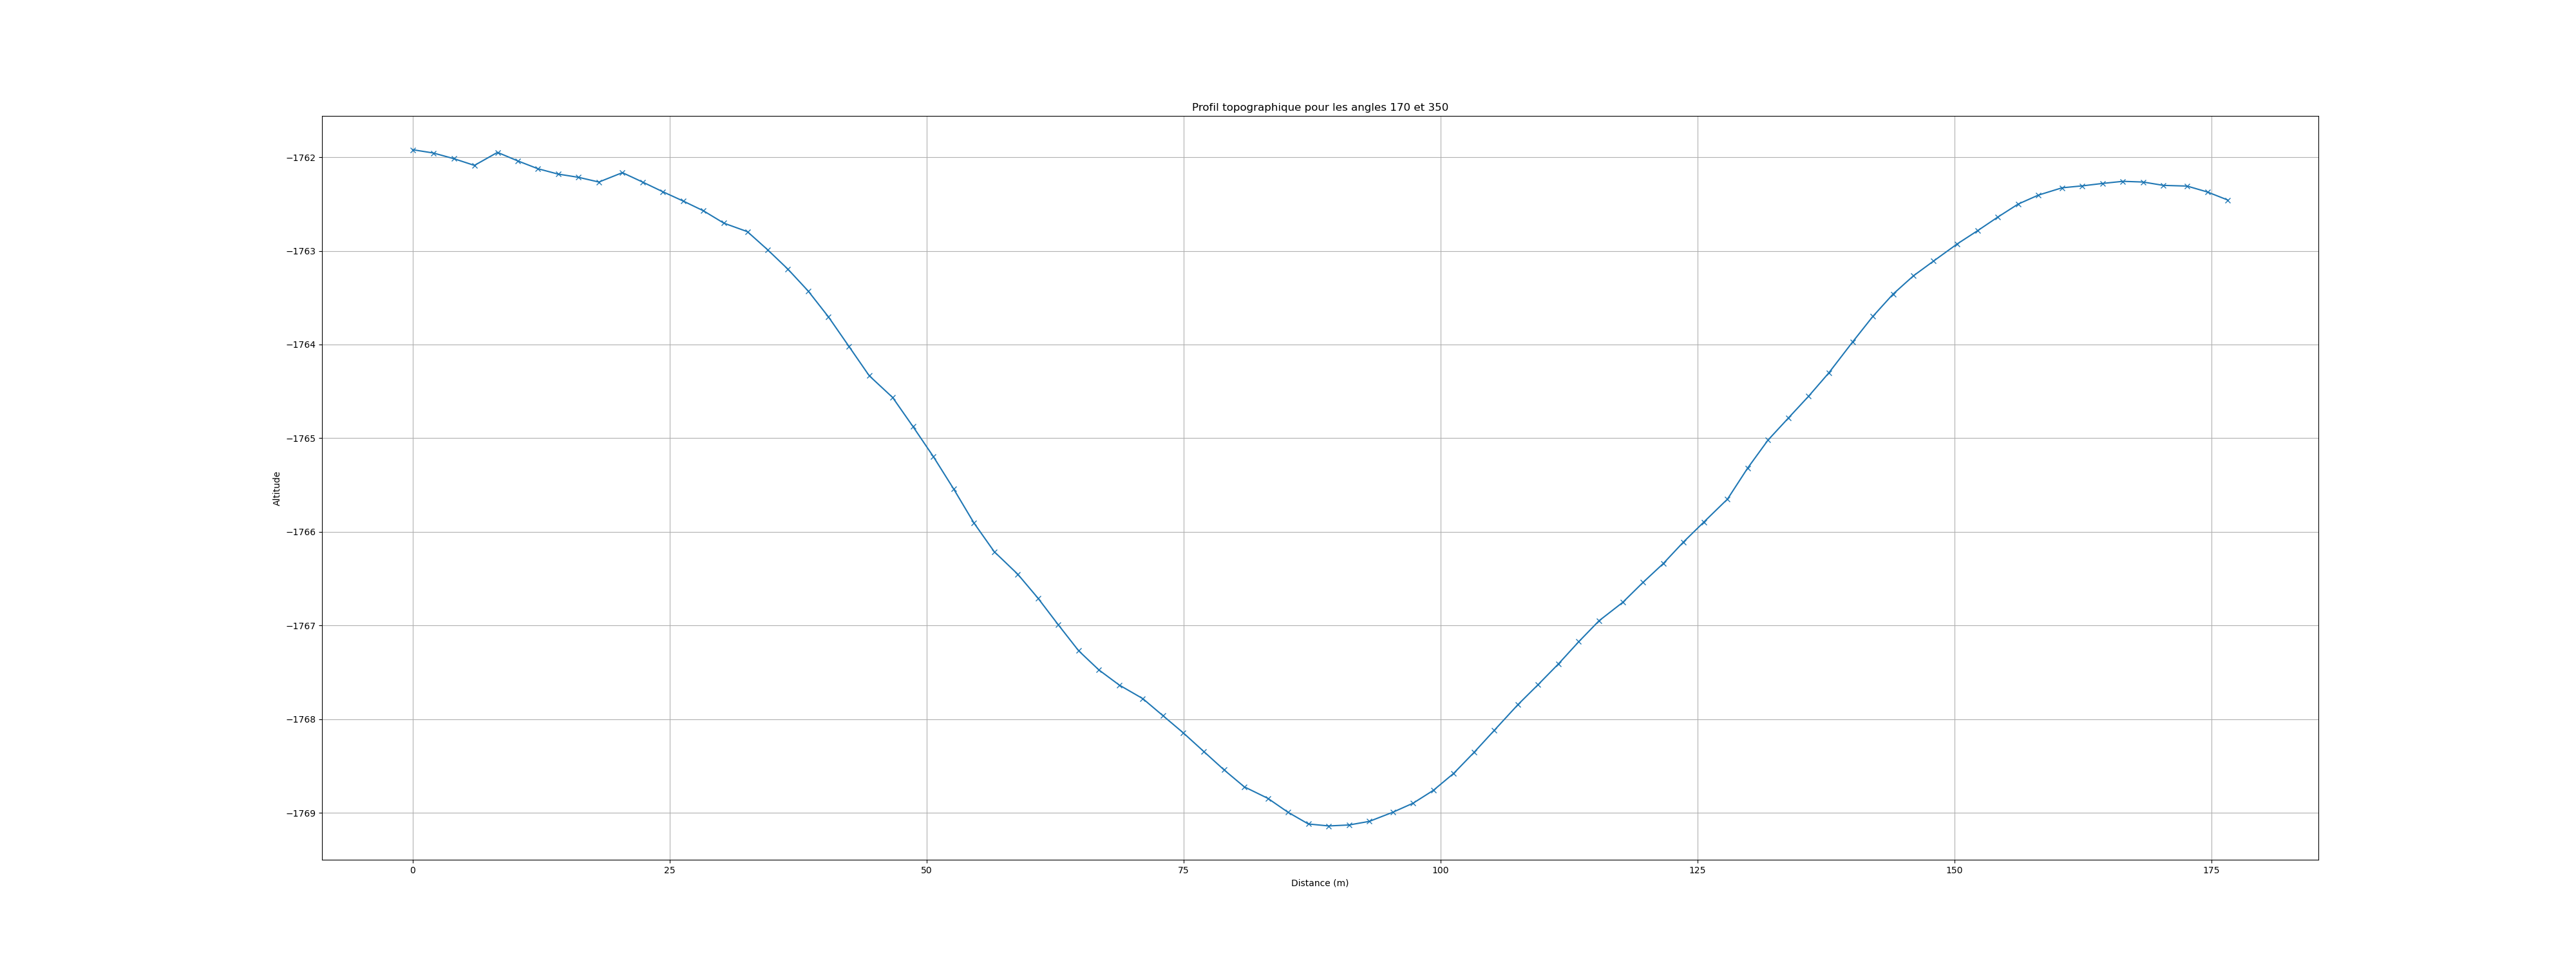 Profil topographique pour les angles 170 et 350
−1762
−1763
−1764
−1765
−1766
−1767
−1768
−1769
Altitude
0 25 50 75 100 125 150 175
Distance (m)